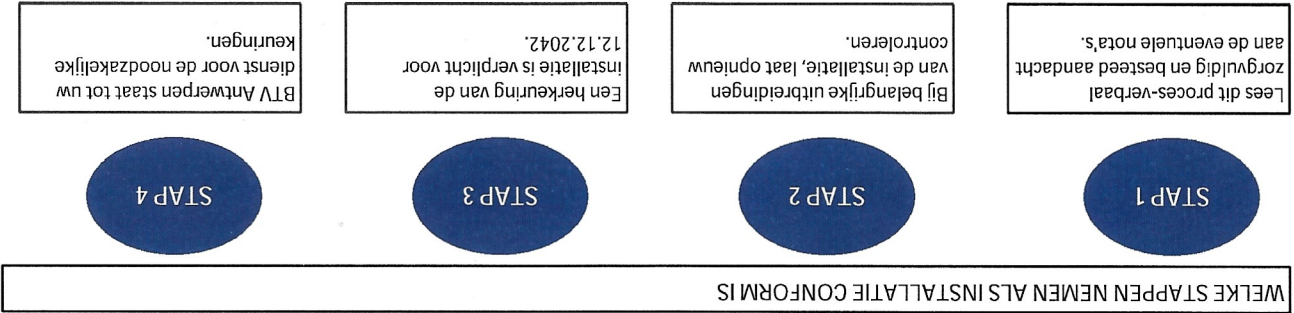 WELKE STAPPEN NEMEN ALS INSTALLATIE CONFORM IS
STAP 1
Lees dit proces-verbaal
zorgvuldig en besteed aandacht
aan de eventuele nota's.
STAP 2
Bij belangrijke uitbreidingen
van de installatie, laat opnieuw
controleren.
STAP 3
Een herkeuring van de
installatie is verplicht voor
12.12.2042.
STAP 4
BTV Antwerpen staat tot uw
dienst voor de noodzakelijke
keuringen.